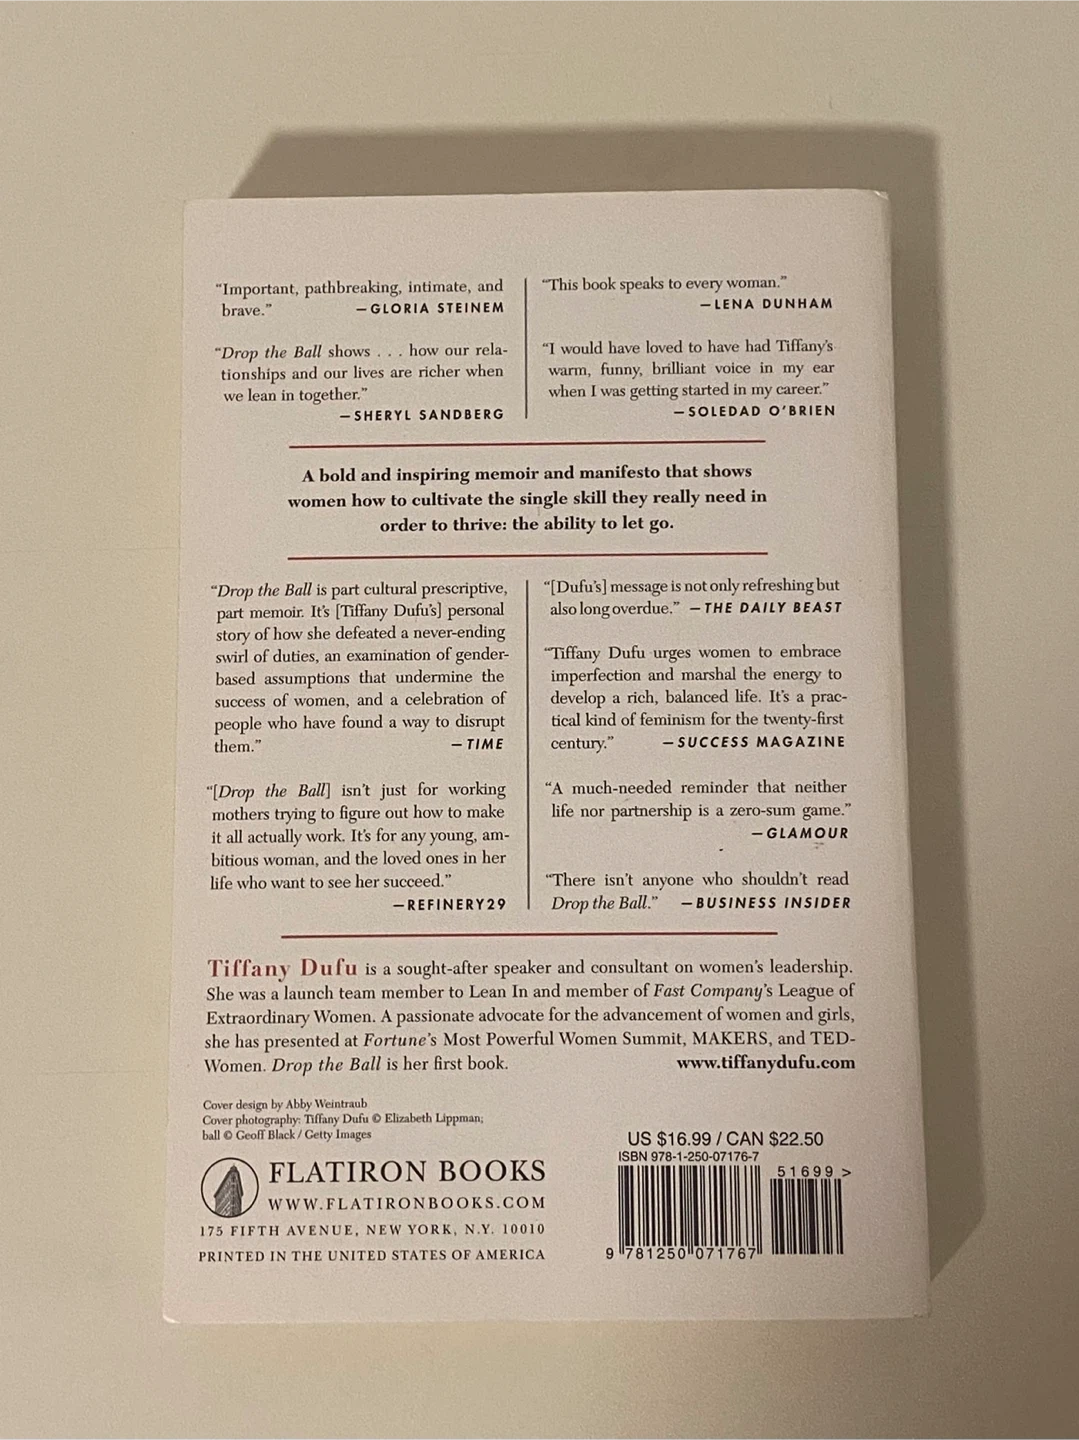 “Important, pathbreaking, intimate, and
brave.” —GLORIA STEINEM
“Drop the Ball shows . . . how our rela-
tionships and our lives are richer when
we lean in together.”
—SHERYL SANDBERG
“This book speaks to every woman.”
—LENA DUNHAM
“I would have loved to have had Tiffany’s
warm, funny, brilliant voice in my ear
when I was getting started in my career.”
—SOLEDAD O’BRIEN
A bold and inspiring memoir and manifesto that shows
women how to cultivate the single skill they really need in
order to thrive: the ability to let go.
“Drop the Ball is part cultural prescriptive,
part memoir. It’s [Tiffany Dufu’s] personal
story of how she defeated a never-ending
swirl of duties, an examination of gender-
based assumptions that undermine the
success of women, and a celebration of
people who have found a way to disrupt
them.” —TIME
“[Drop the Ball] isn’t just for working
mothers trying to figure out how to make
it all actually work. It’s for any young, am-
bitious woman, and the loved ones in her
life who want to see her succeed.”
—REFINERY29
“[Dufu’s] message is not only refreshing but
also long overdue.” —THE DAILY BEAST
“Tiffany Dufu urges women to embrace
imperfection and marshal the energy to
develop a rich, balanced life. It’s a prac-
tical kind of feminism for the twenty-first
century.” —SUCCESS MAGAZINE
“A much-needed reminder that neither
life nor partnership is a zero-sum game.”
—GLAMOUR
“There isn’t anyone who shouldn’t read
Drop the Ball.” —BUSINESS INSIDER
Tiffany Dufu is a sought-after speaker and consultant on women’s leadership.
She was a launch team member to Lean In and member of Fast Company’s League of
Extraordinary Women. A passionate advocate for the advancement of women and girls,
she has presented at Fortune’s Most Powerful Women Summit, MAKERS, and TED-
Women. Drop the Ball is her first book. www.tiffanydufu.com
Cover design by Abby Weintraub
Cover photography: Tiffany Dufu © Elizabeth Lippman;
ball © Geoff Black / Getty Images
FLATIRON BOOKS
WWW.FLATIRONBOOKS.COM
175 FIFTH AVENUE, NEW YORK, N.Y. 10010
PRINTED IN THE UNITED STATES OF AMERICA
US $16.99 / CAN $22.50
ISBN 978-1-250-07176-7
51699 >
9 781250 071767